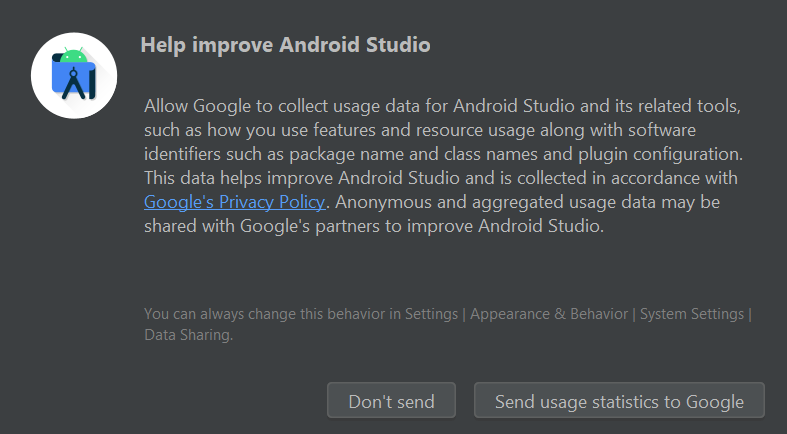 Help improve Android Studio
Allow Google to collect usage data for Android Studio and its related tools,
such as how you use features and resource usage along with software
identifiers such as package name and class names and plugin configuration.
This data helps improve Android Studio and is collected in accordance with
Google's Privacy Policy. Anonymous and aggregated usage data may be
shared with Google's partners to improve Android Studio.
You can always change this behavior in Settings | Appearance & Behavior | System Settings |
Data Sharing.
Don't send
Send usage statistics to Google